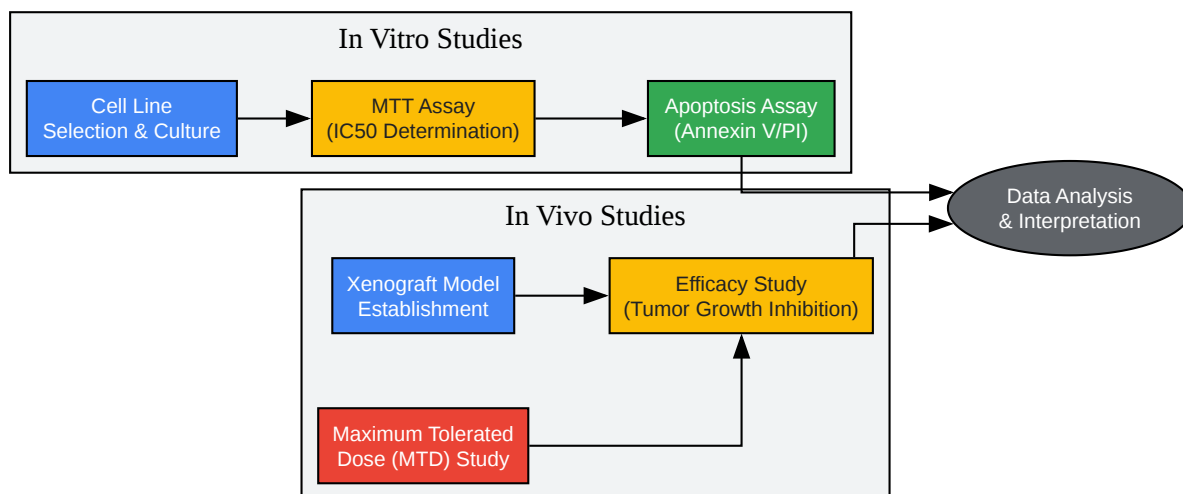 In Vitro Studies
Cell Line
Selection & Culture
MTT Assay
(IC50 Determination)
Apoptosis Assay
(Annexin V/PI)
Data Analysis
& Interpretation
In Vivo Studies
Xenograft Model
Establishment
Efficacy Study
(Tumor Growth Inhibition)
Maximum Tolerated
Dose (MTD) Study